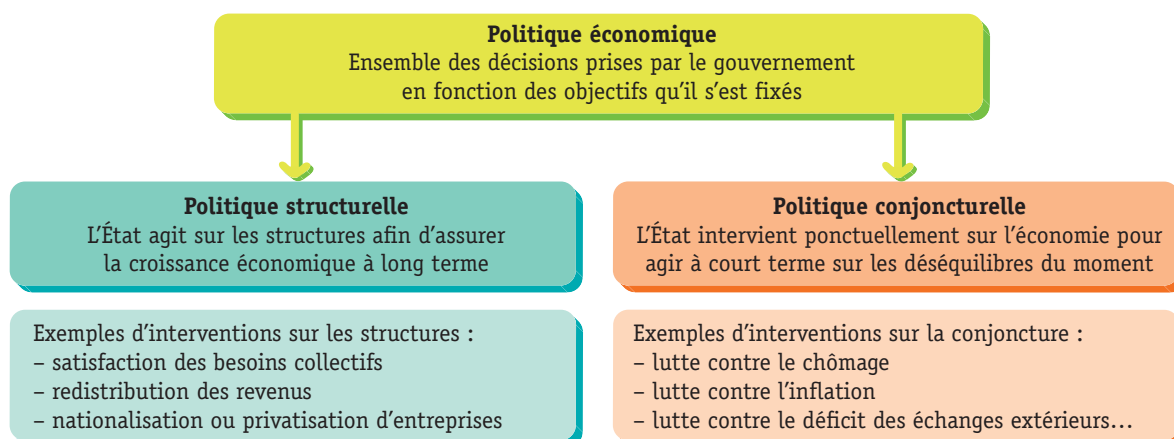 Politique économique
Ensemble des décisions prises par le gouvernement
en fonction des objectifs qu'il s'est fixés
Politique structurelle
L'État agit sur les structures afin d'assurer
la croissance économique à long terme
Politique conjoncturelle
L'État intervient ponctuellement sur l'économie pour
agir à court terme sur les déséquilibres du moment
Exemples d'interventions sur les structures :
– satisfaction des besoins collectifs
– redistribution des revenus
– nationalisation ou privatisation d'entreprises
Exemples d'interventions sur la conjoncture :
– lutte contre le chômage
– lutte contre l'inflation
– lutte contre le déficit des échanges extérieurs…